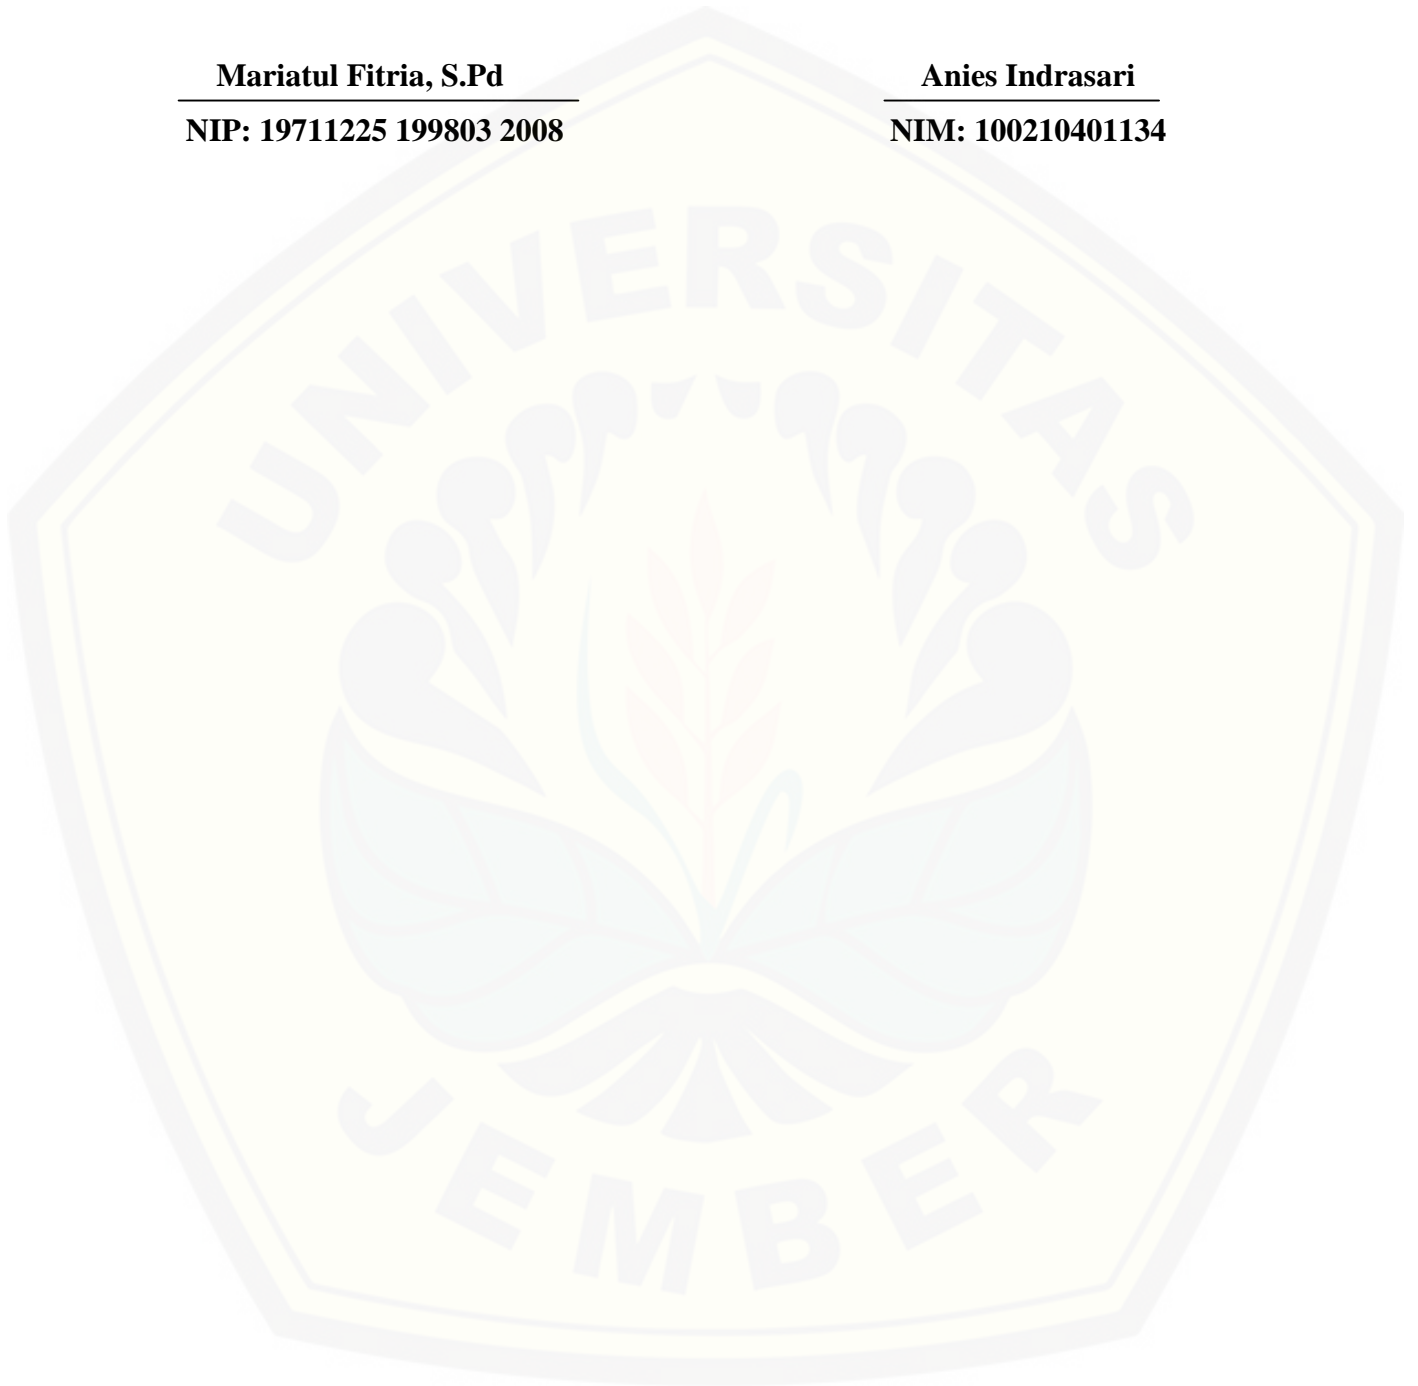 Mariatul Fitria, S.Pd Anies Indrasari
NIP: 19711225 199803 2008 NIM: 100210401134
UNIVERSITAS
JEMBER